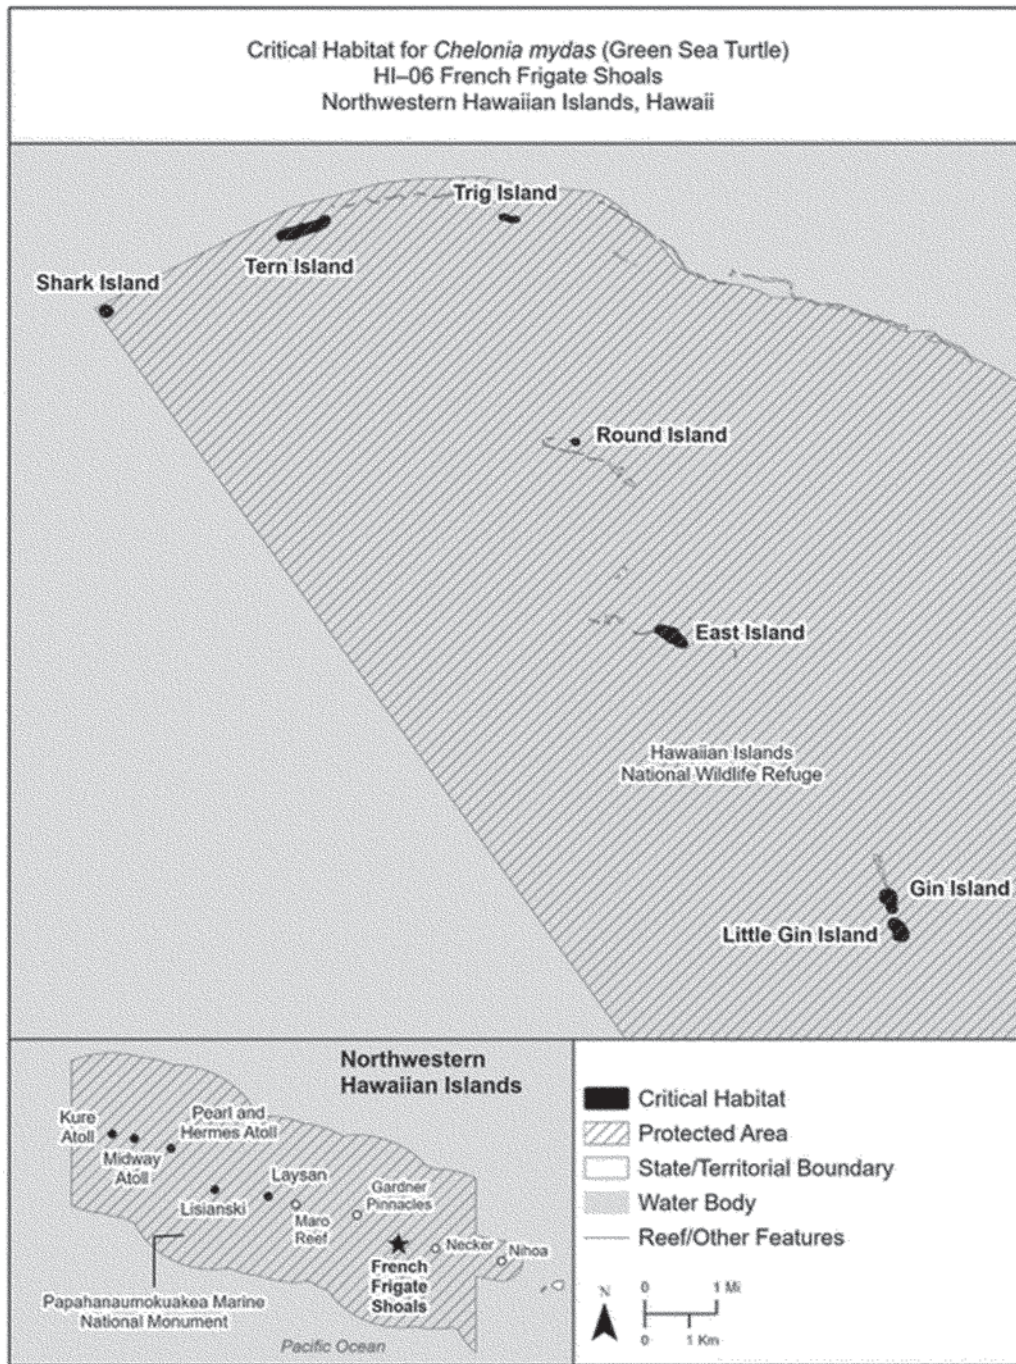 Critical Habitat for Chelonia mydas (Green Sea Turtle)
HI–06 French Frigate Shoals
Northwestern Hawaiian Islands, Hawaii
Trig Island
Tern Island
Shark Island
Round Island
East Island
Hawaiian Islands
National Wildlife Refuge
Gin Island
Little Gin Island
Northwestern
Hawaiian Islands
Kure
Atoll
Pearl and
Hermes Atoll
Midway
Atoll
Lisianski
Laysan
Maro
Reef
Gardner
Pinnacles
French
Frigate
Shoals
Necker
Nihoa
Papahanaumokuakea Marine
National Monument
Pacific Ocean
Critical Habitat
Protected Area
State/Territorial Boundary
Water Body
Reef/Other Features
N
0 1 Mi
0 1 Km